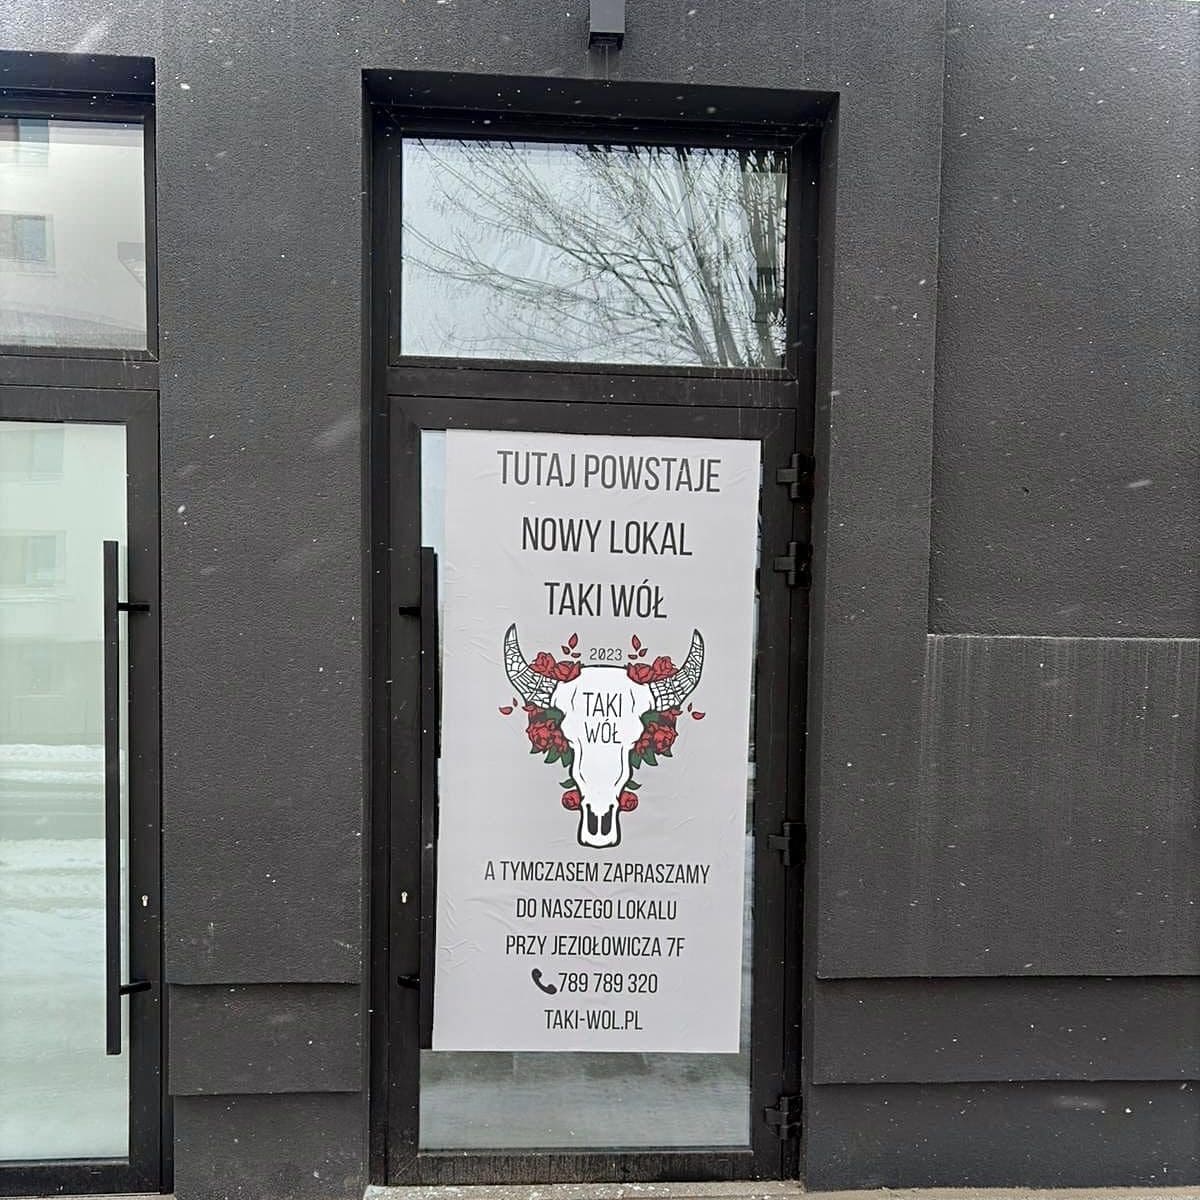 TUTAJ POWSTAJE
NOWY LOKAL
TAKI WÓŁ
2023
TAKI
WÓŁ
A TYMCZASEM ZAPRASZAMY
DO NASZEGO LOKALU
PRZY JEZIOŁOWICZA 7F
789 789 320
TAKI-WOL.PL